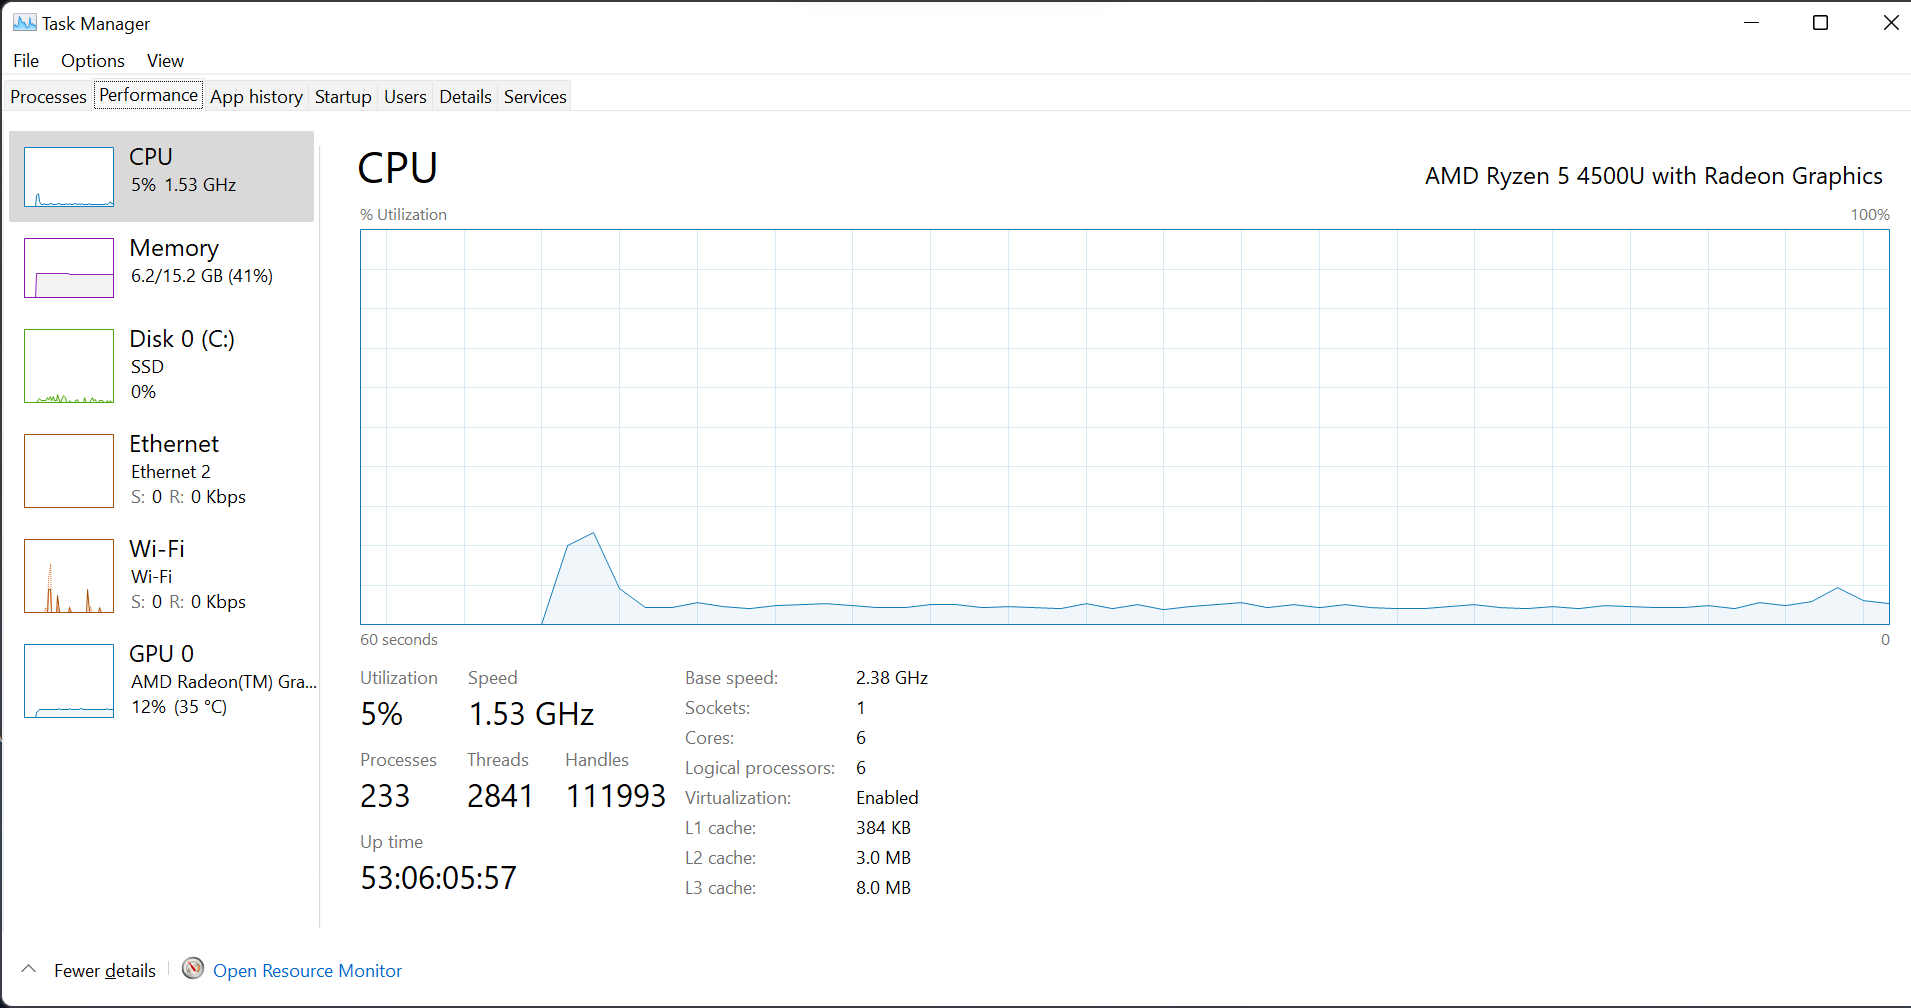 Task Manager
File Options View
Processes Performance App history Startup Users Details Services
CPU
5% 1.53 GHz
Memory
6.2/15.2 GB (41%)
Disk 0 (C:)
SSD
0%
Ethernet
Ethernet 2
S: 0 R: 0 Kbps
Wi-Fi
Wi-Fi
S: 0 R: 0 Kbps
GPU 0
AMD Radeon(TM) Gra...
12% (35 °C)
CPU
AMD Ryzen 5 4500U with Radeon Graphics
% Utilization 100%
60 seconds 0
Utilization Speed
5% 1.53 GHz
Processes Threads Handles
233 2841 111993
Up time
53:06:05:57
Base speed: 2.38 GHz
Sockets: 1
Cores: 6
Logical processors: 6
Virtualization: Enabled
L1 cache: 384 KB
L2 cache: 3.0 MB
L3 cache: 8.0 MB
Fewer details Open Resource Monitor